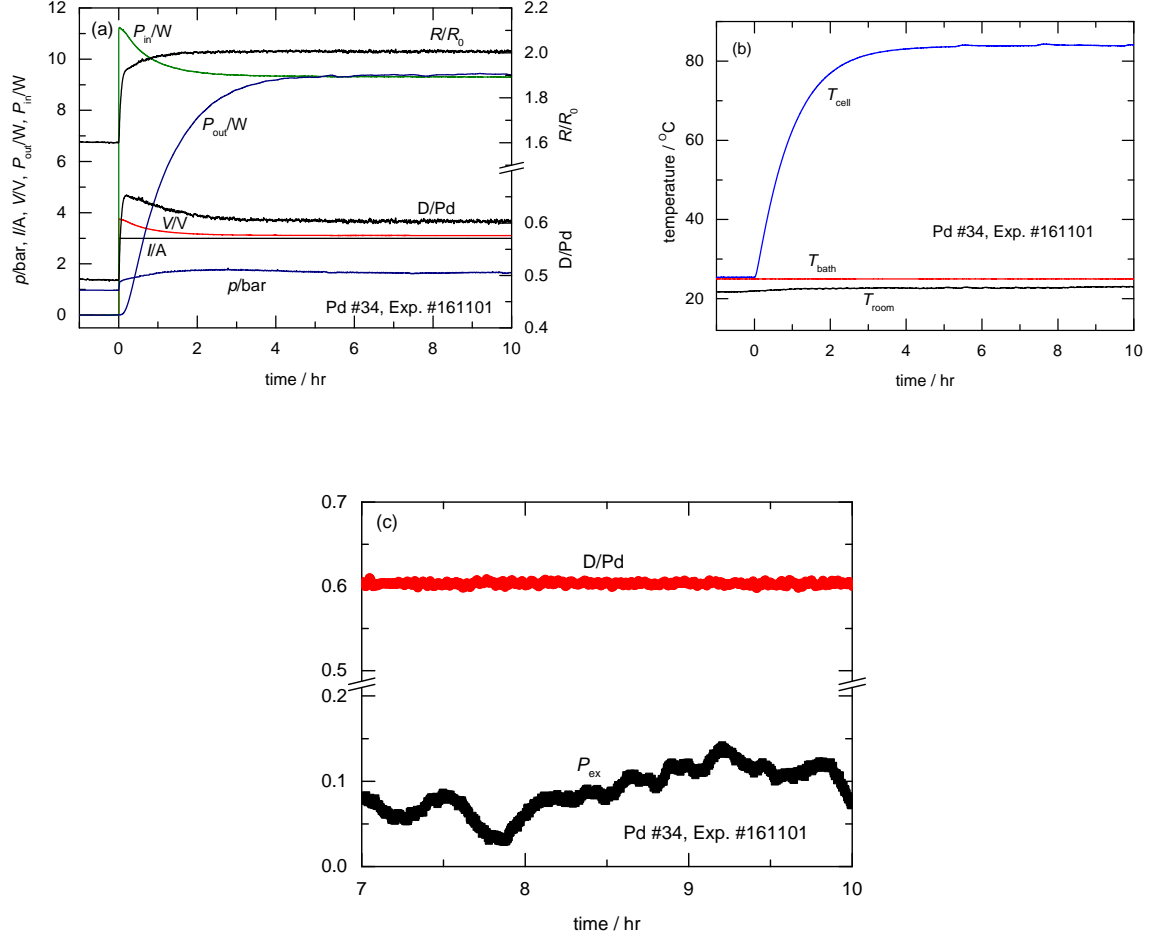 (a)
P_in/W
R/R_0
P_out/W
D/Pd
V/V
I/A
p/bar
Pd #34, Exp. #161101
p/bar, I/A, V/V, P_out/W, P_in/W
12
10
8
6
4
2
0
2.2
2.0
1.8
1.6
R/R_0
0.6
0.5
0.4
D/Pd
0 2 4 6 8 10
time / hr
(b)
T_cell
Pd #34, Exp. #161101
T_bath
T_room
temperature / °C
80
60
40
20
0 2 4 6 8 10
time / hr
(c)
D/Pd
P_ex
Pd #34, Exp. #161101
0.7
0.6
0.5
0.2
0.1
0.0
7 8 9 10
time / hr